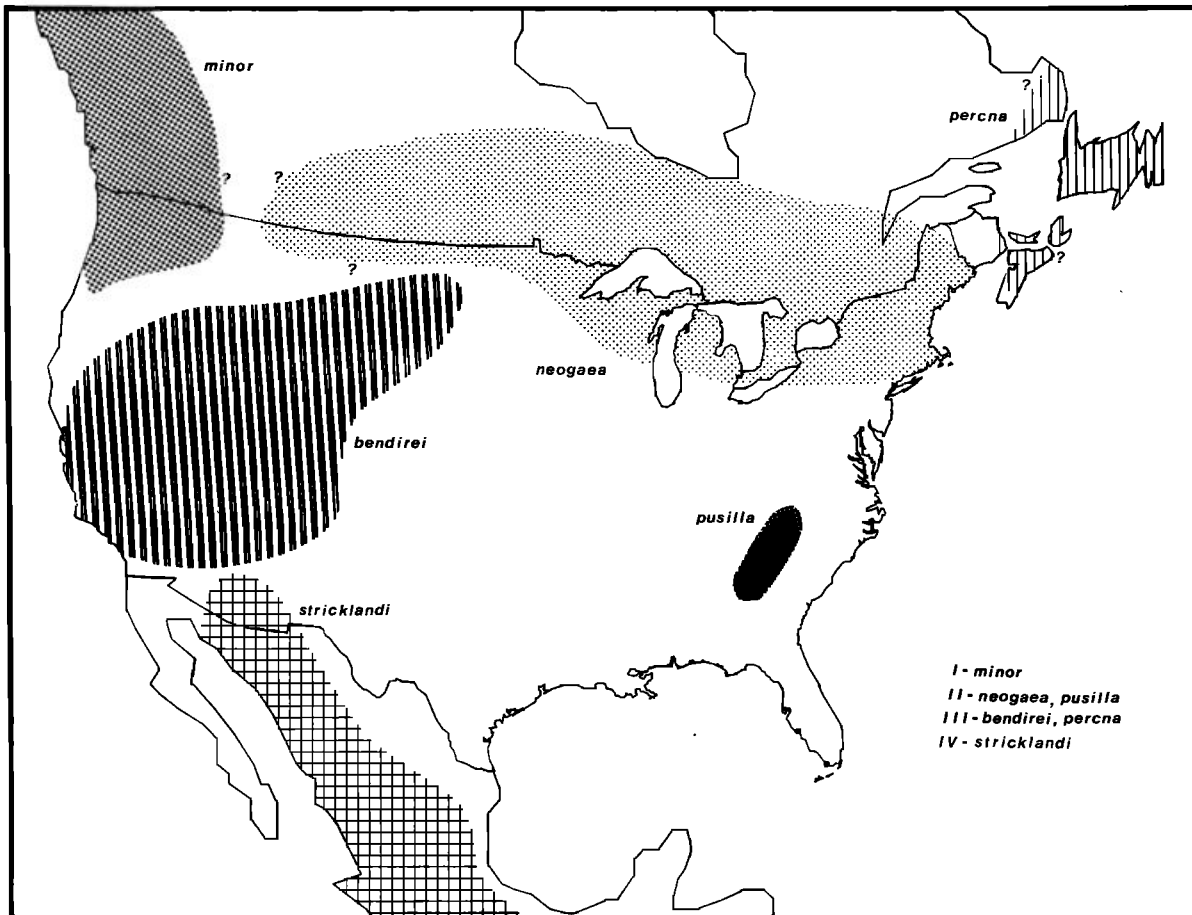 minor
?
percna
?
?
?
?
neogaea
bendirei
pusilla
stricklandi
I - minor
II - neogaea, pusilla
III - bendirei, percna
IV - stricklandi